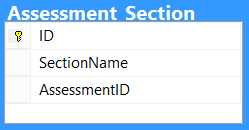 Assessment Section
ID
SectionName
AssessmentID